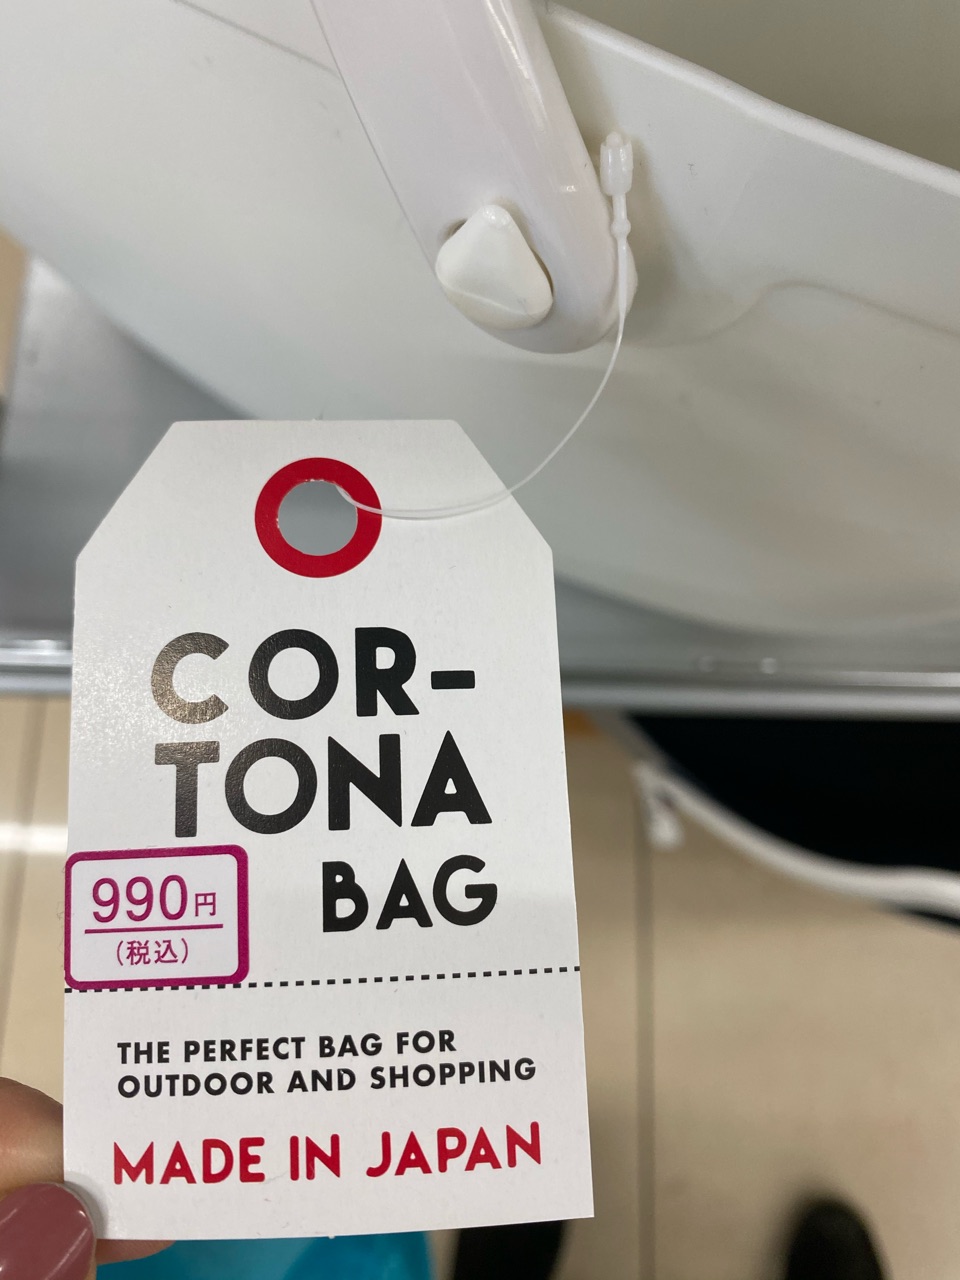 COR-
TONA
BAG
990円
(税込)
THE PERFECT BAG FOR
OUTDOOR AND SHOPPING
MADE IN JAPAN